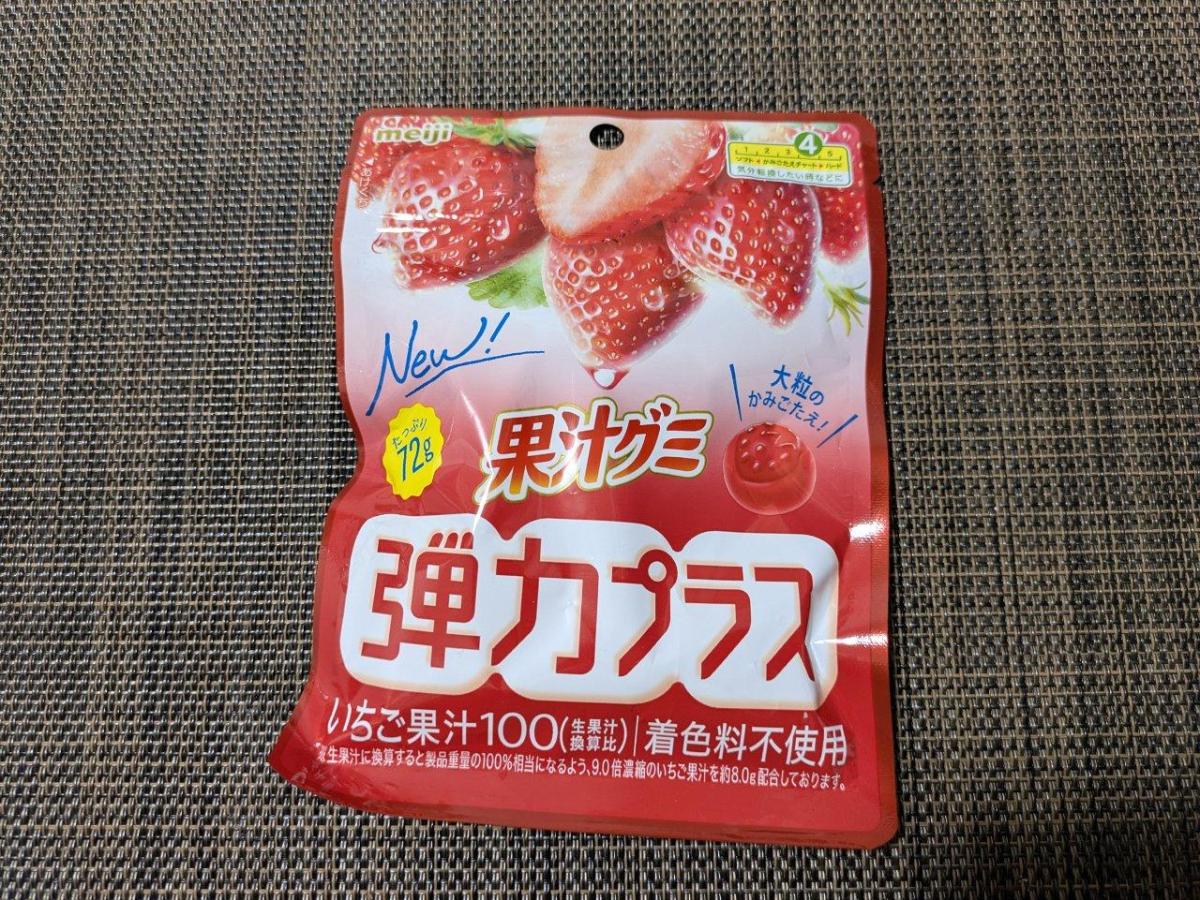 meiji
1 2 3 4 5
ソフト かみごたえチャート ハード
気分転換したい時などに
New!
大粒の
かみごたえ!
たっぷり
72g
果汁グミ
弾力プラス
いちご果汁100(生果汁換算比)|着色料不使用
※生果汁に換算すると製品重量の100%相当になるよう、9.0倍濃縮のいちご果汁を約8.0g配合しております。